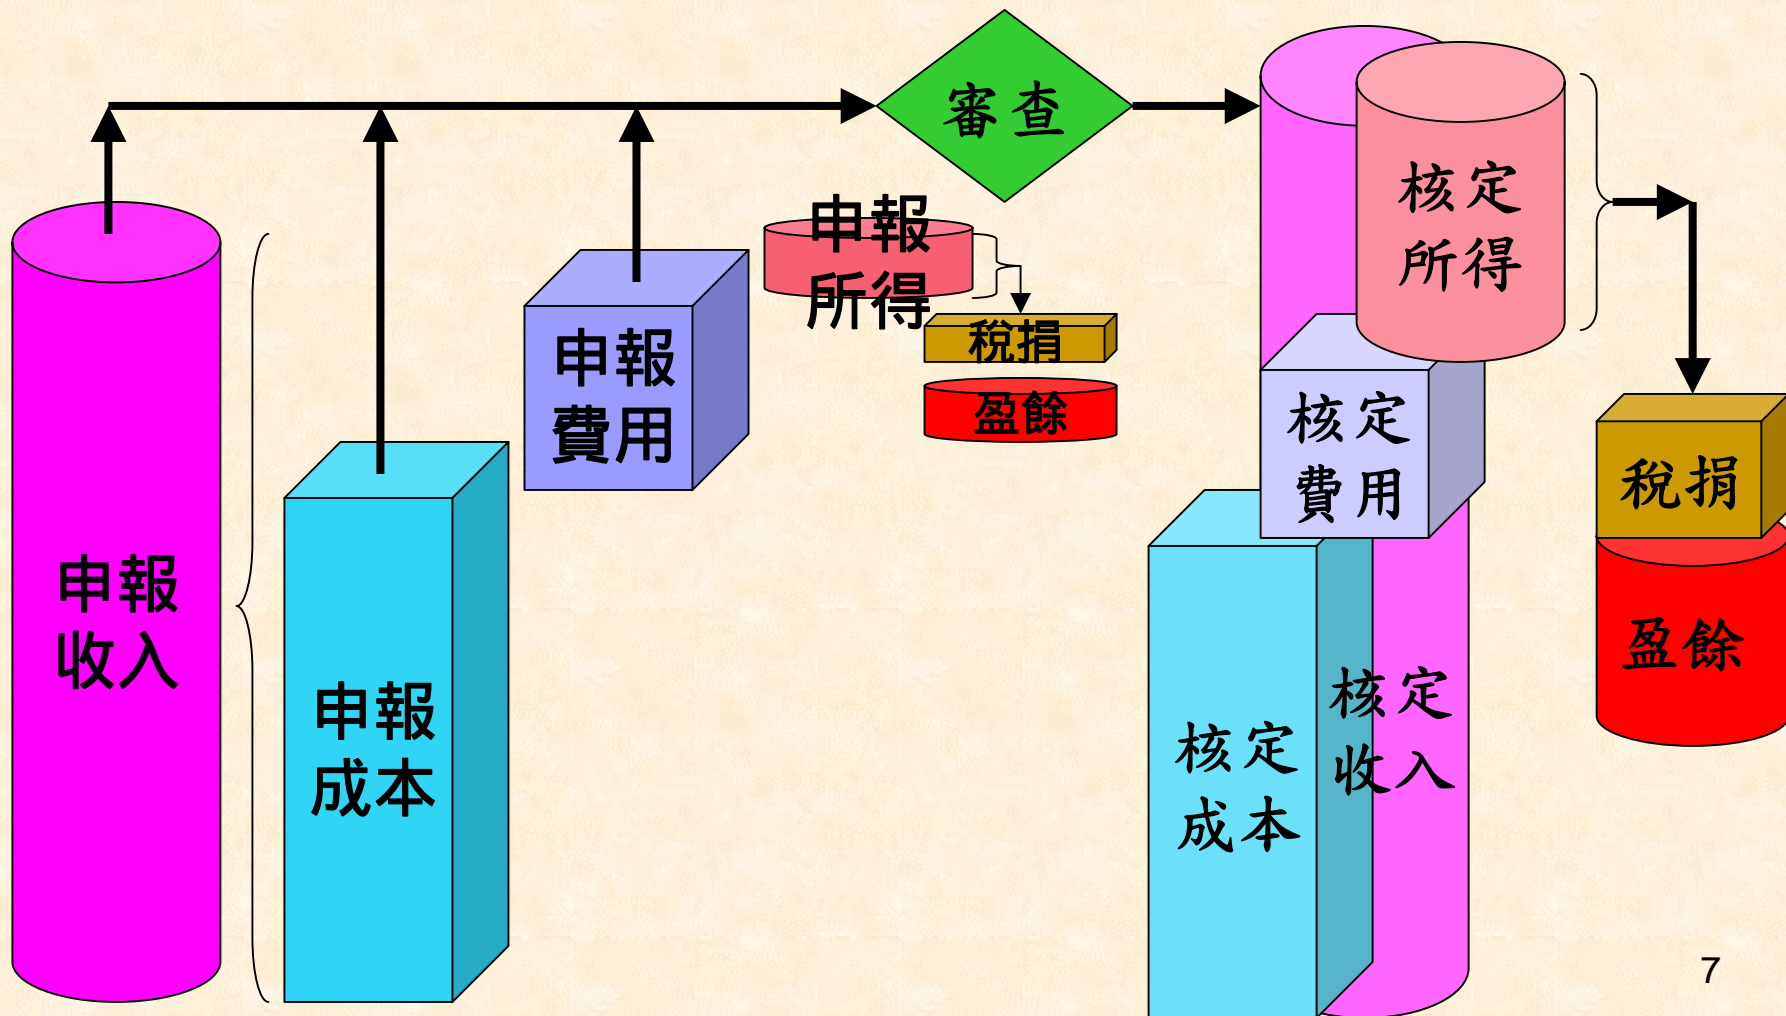 審查
申報
收入
申報
成本
申報
費用
申報
所得
稅捐
盈餘
核定
所得
核定
費用
核定
成本
核定
收入
稅捐
盈餘
7